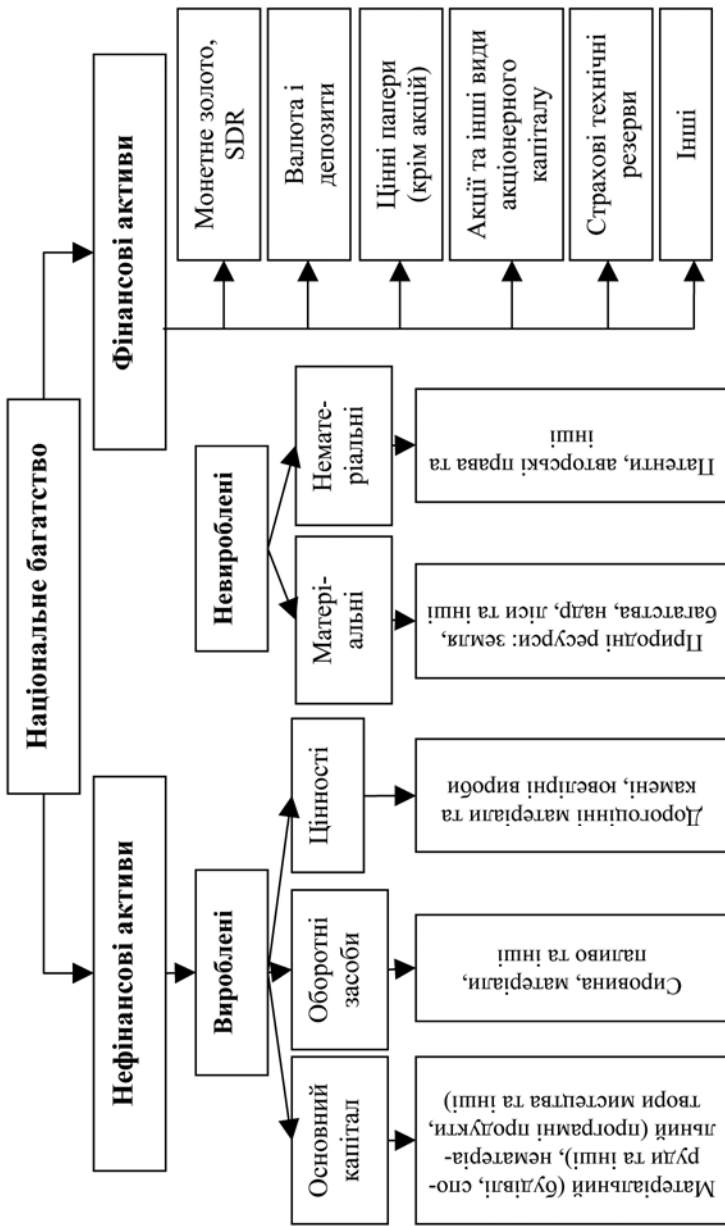 Національне багатство
Нефінансові активи
Фінансові активи
Вироблені
Невироблені
Основний
капітал
Оборотні
засоби
Цінності
Матері-
альні
Немате-
ріальні
Матеріальний (будівлі, спо-
руди та інші), нематеріа-
льний (програмні продукти,
твори мистецтва та інші)
Сировина, матеріали,
паливо та інші
Дорогоцінні матеріали та
камені, ювелірні вироби
Природні ресурси: земля,
багатства, надр, ліси та інші
Патенти, авторські права та
інші
Монетне золото,
SDR
Валюта і
депозити
Цінні папери
(крім акцій)
Акції та інші види
акціонерного
капіталу
Страхові технічні
резерви
Інші